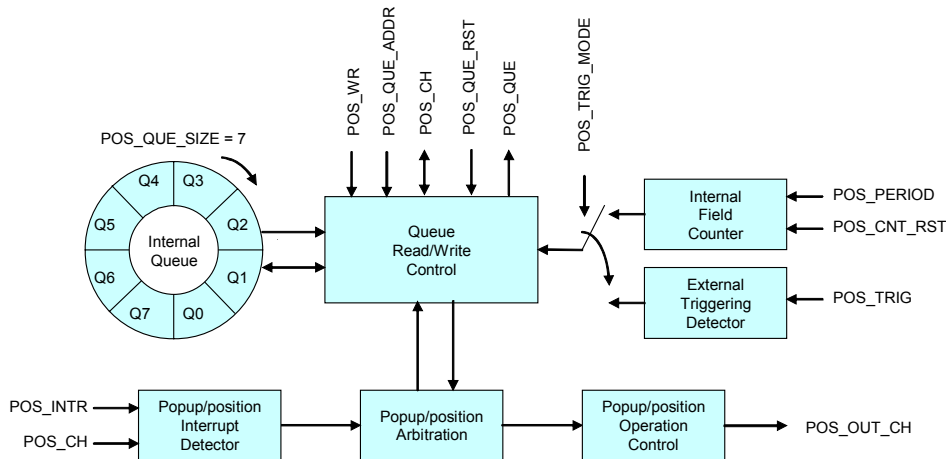 POS_WR
POS_QUE_ADDR
POS_CH
POS_QUE_RST
POS_QUE
POS_TRIG_MODE
POS_QUE_SIZE = 7
Q4
Q3
Q5
Q2
Q6
Q1
Q7
Q0
Internal
Queue
Queue
Read/Write
Control
Internal
Field
Counter
POS_PERIOD
POS_CNT_RST
External
Triggering
Detector
POS_TRIG
POS_INTR
POS_CH
Popup/position
Interrupt
Detector
Popup/position
Arbitration
Popup/position
Operation
Control
POS_OUT_CH